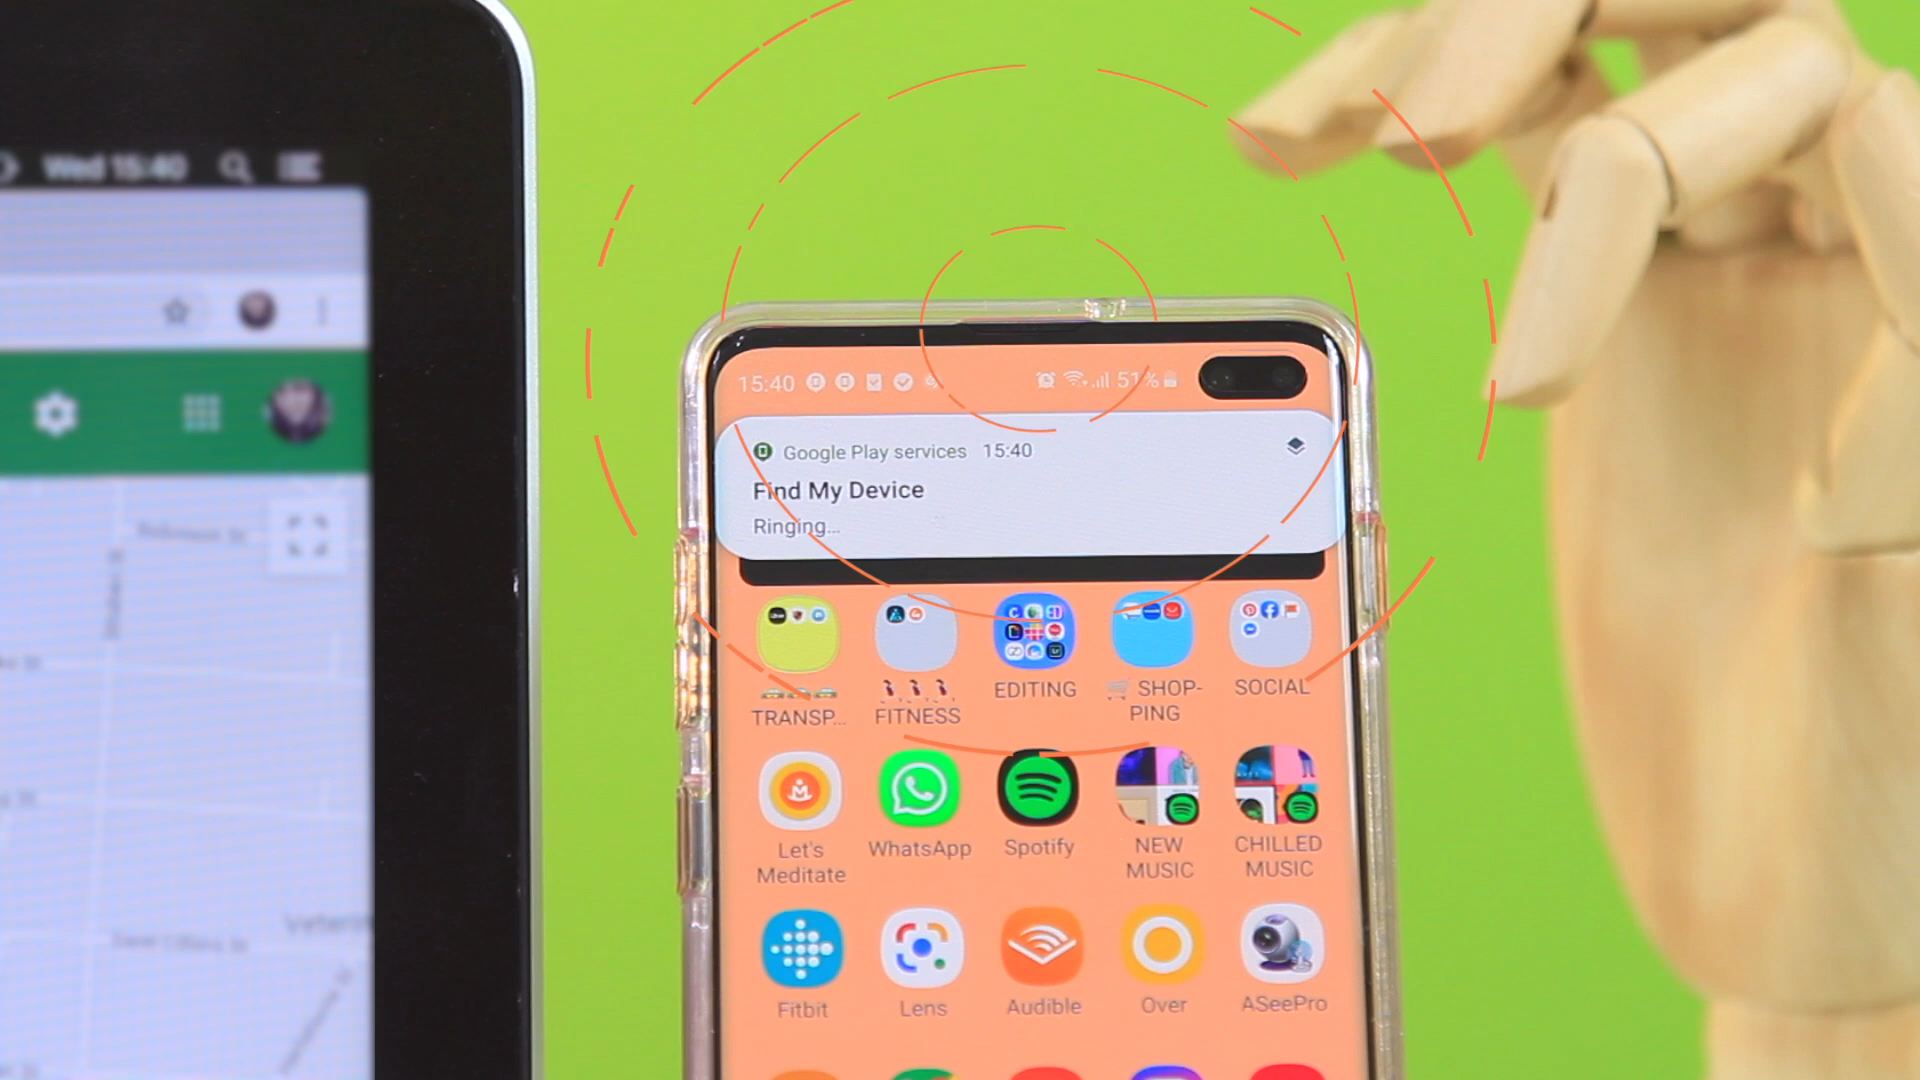 Wed 15:40
15:40
51%
Google Play services 15:40
Find My Device
Ringing...
TRANSP...
FITNESS
EDITING
SHOP-
PING
SOCIAL
Let's
Meditate
WhatsApp
Spotify
NEW
MUSIC
CHILLED
MUSIC
Fitbit
Lens
Audible
Over
ASeePro